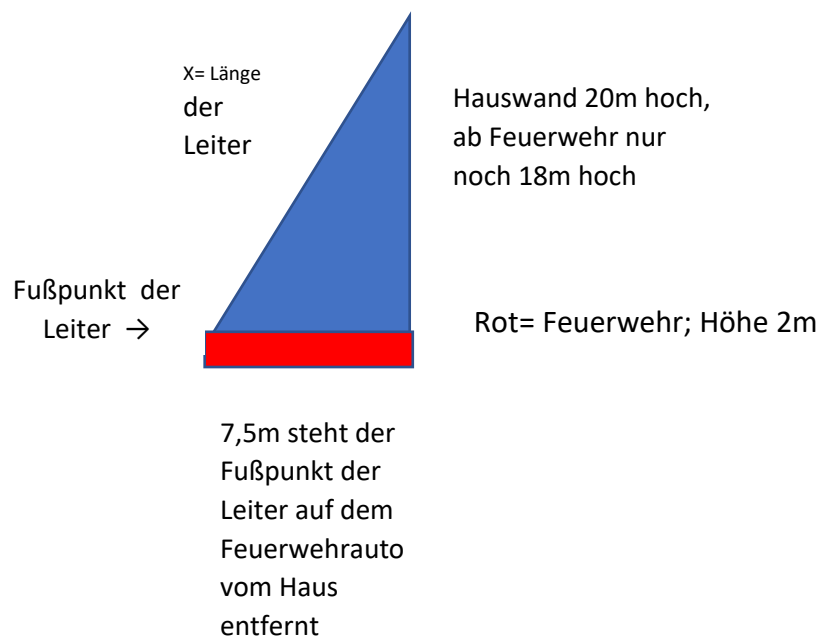 X= Länge
der
Leiter
Hauswand 20m hoch,
ab Feuerwehr nur
noch 18m hoch
Fußpunkt der
Leiter →
Rot= Feuerwehr; Höhe 2m
7,5m steht der
Fußpunkt der
Leiter auf dem
Feuerwehrauto
vom Haus
entfernt